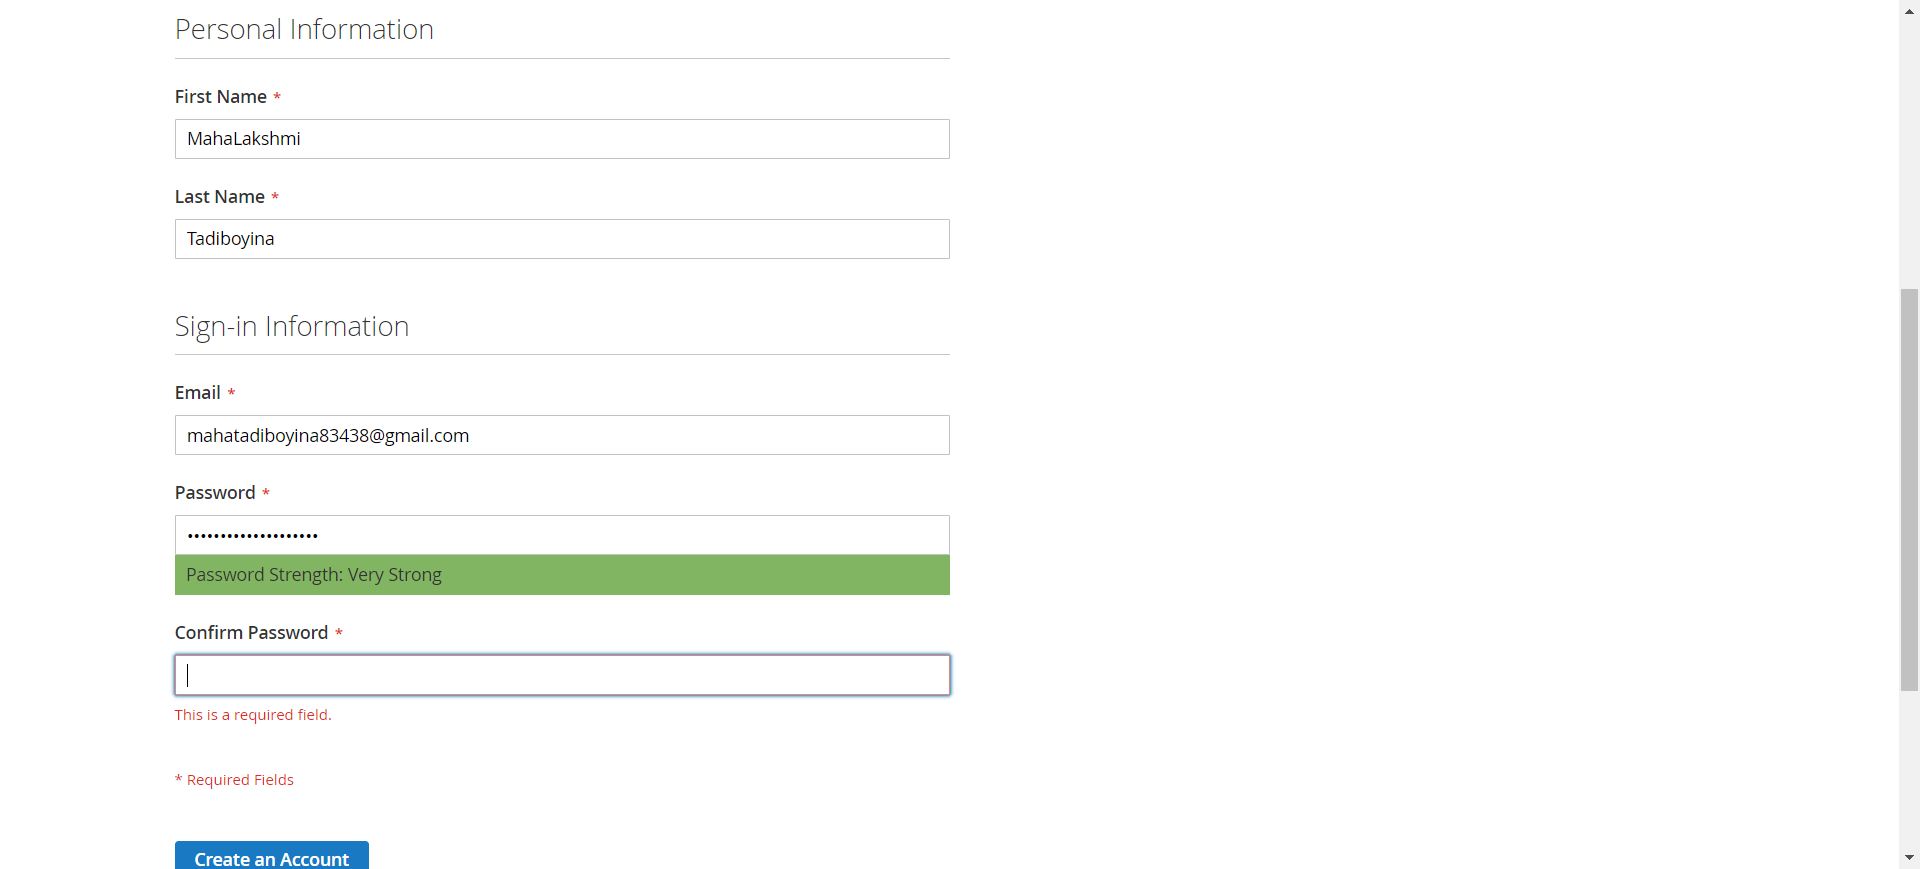 Personal Information
First Name *
MahaLakshmi
Last Name *
Tadiboyina
Sign-in Information
Email *
mahatadiboyina83438@gmail.com
Password *
••••••••••••••••••••
Password Strength: Very Strong
Confirm Password *
This is a required field.
* Required Fields
Create an Account